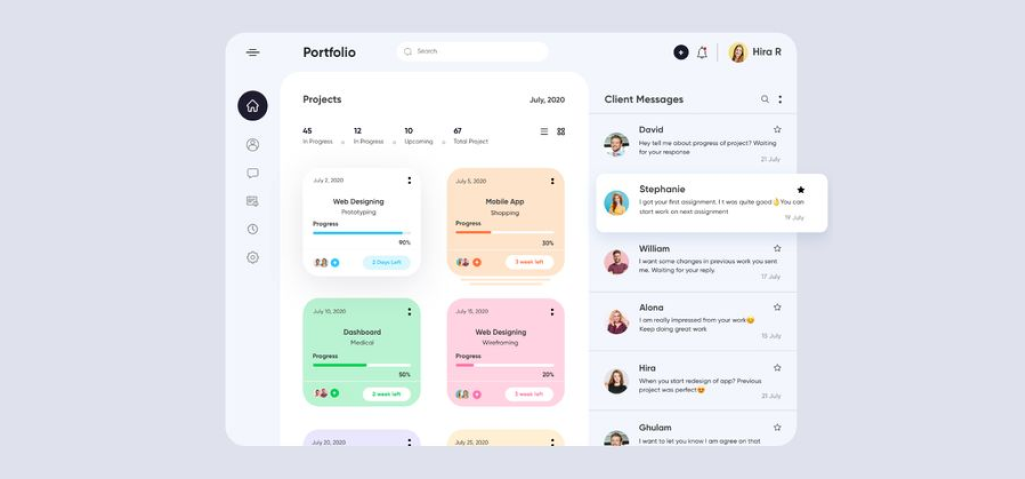 Portfolio
Search
+
Hira R
Projects
July, 2020
45
12
10
67
In Progress
In Progress
Upcoming
Total Project
July 2, 2020
Web Designing
Prototyping
Progress
90%
2 Days Left
July 5, 2020
Mobile App
Shopping
Progress
30%
3 week left
July 10, 2020
Dashboard
Medical
Progress
50%
2 week left
July 15, 2020
Web Designing
Wireframing
Progress
20%
3 week left
July 20, 2020
July 25, 2020
Client Messages
David
Hey tell me about progress of project? Waiting
for your response
21 July
Stephanie
I got your first assignment. I t was quite good👌You can
start work on next assignment
19 July
William
I want some changes in previous work you sent
me. Waiting for your reply.
17 July
Alona
I am really impressed from your work😊
Keep doing great work
15 July
Hira
When you start redesign of app? Previous
project was perfect😍
21 July
Ghulam
I want to let you know I am agree on that